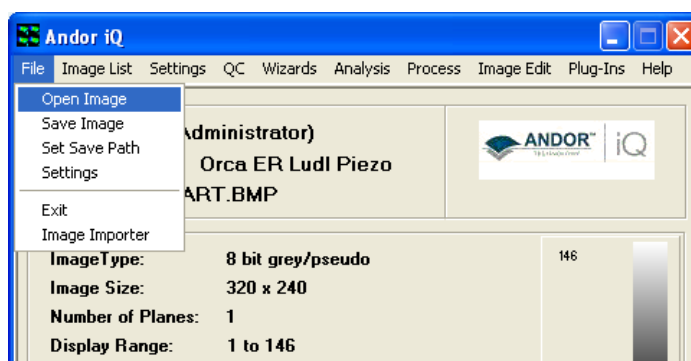 Andor iQ
File Image List Settings QC Wizards Analysis Process Image Edit Plug-Ins Help
Open Image
Save Image
Set Save Path
Settings
Exit
Image Importer
Administrator)
Orca ER Ludl Piezo
ART.BMP
ANDOR™ iQ
ImageType: 8 bit grey/pseudo
146
Image Size: 320 x 240
Number of Planes: 1
Display Range: 1 to 146